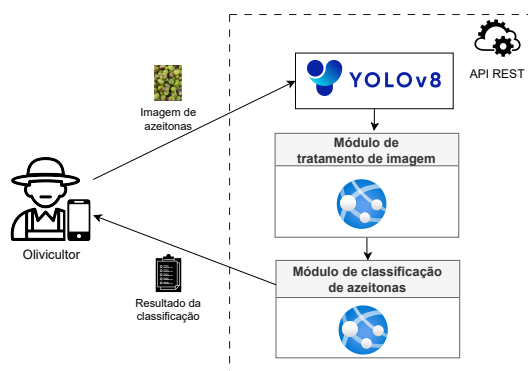 API REST
YOLOv8
Imagem de
azeitonas
Módulo de
tratamento de imagem
Olivicultor
Módulo de classificação
de azeitonas
Resultado da
classificação